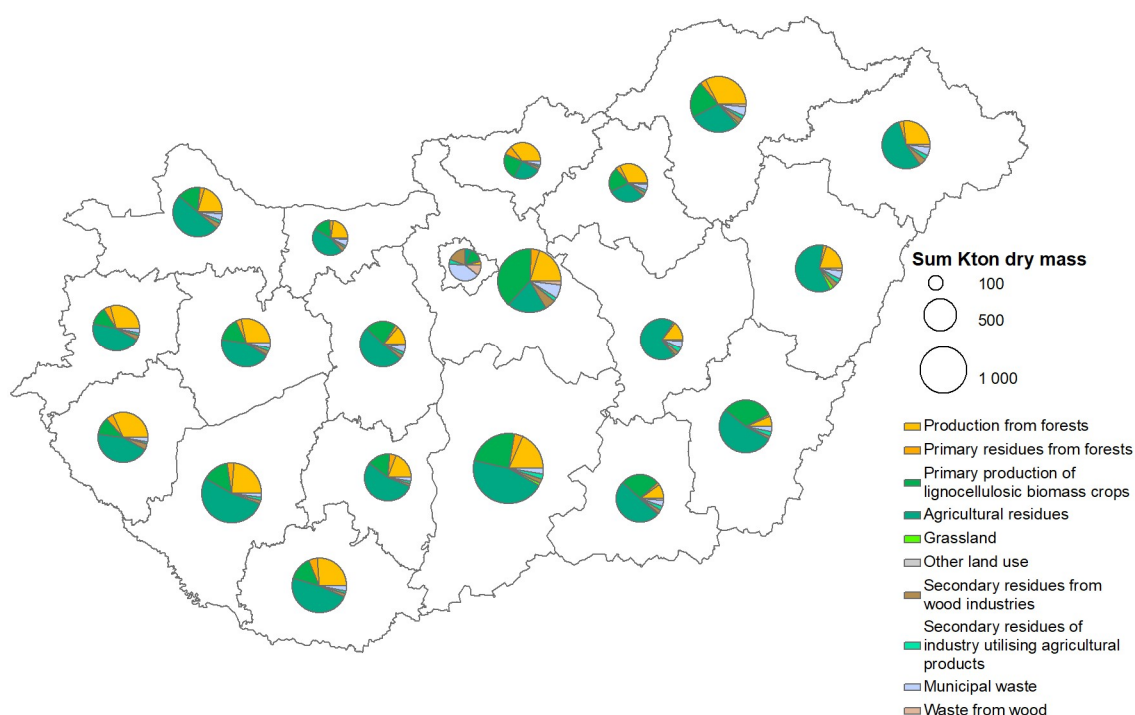 Sum Kton dry mass
100
500
1 000
Production from forests
Primary residues from forests
Primary production of
lignocellulosic biomass crops
Agricultural residues
Grassland
Other land use
Secondary residues from
wood industries
Secondary residues of
industry utilising agricultural
products
Municipal waste
Waste from wood